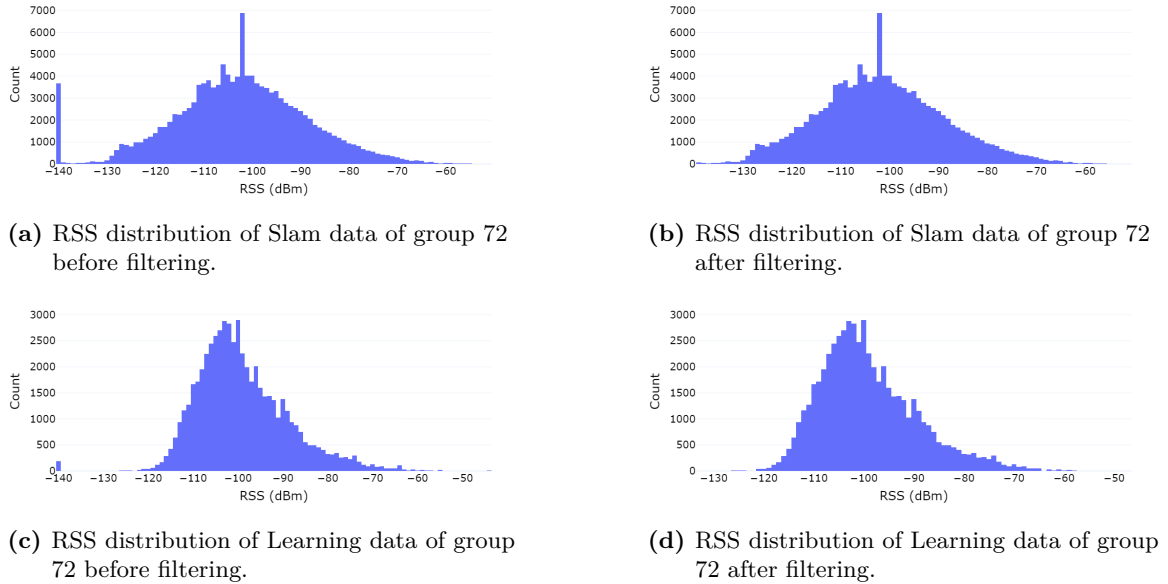 7000
6000
5000
4000
3000
2000
1000
0
Count
−140 −130 −120 −110 −100 −90 −80 −70 −60
RSS (dBm)
(a) RSS distribution of Slam data of group 72
before filtering.
7000
6000
5000
4000
3000
2000
1000
0
Count
−130 −120 −110 −100 −90 −80 −70 −60
RSS (dBm)
(b) RSS distribution of Slam data of group 72
after filtering.
3000
2500
2000
1500
1000
500
0
Count
−140 −130 −120 −110 −100 −90 −80 −70 −60 −50
RSS (dBm)
(c) RSS distribution of Learning data of group
72 before filtering.
3000
2500
2000
1500
1000
500
0
Count
−130 −120 −110 −100 −90 −80 −70 −60 −50
RSS (dBm)
(d) RSS distribution of Learning data of group
72 after filtering.